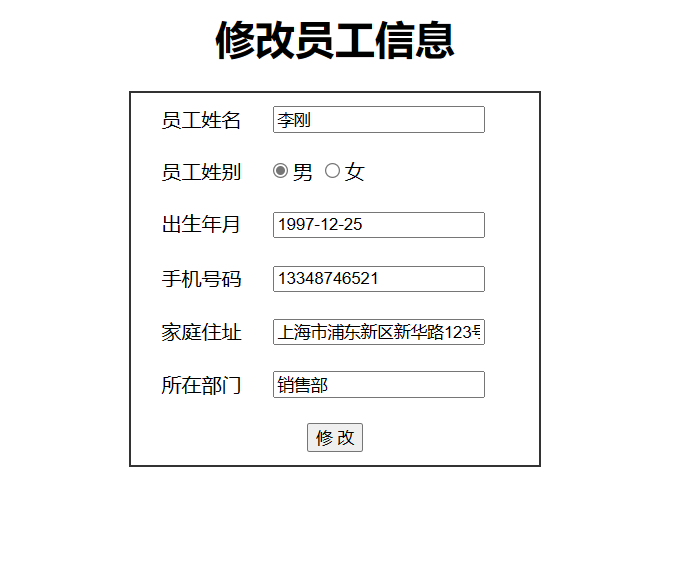 修改员工信息
员工姓名 李刚
员工姓别 男 女
出生年月 1997-12-25
手机号码 13348746521
家庭住址 上海市浦东新区新华路123号
所在部门 销售部
修 改